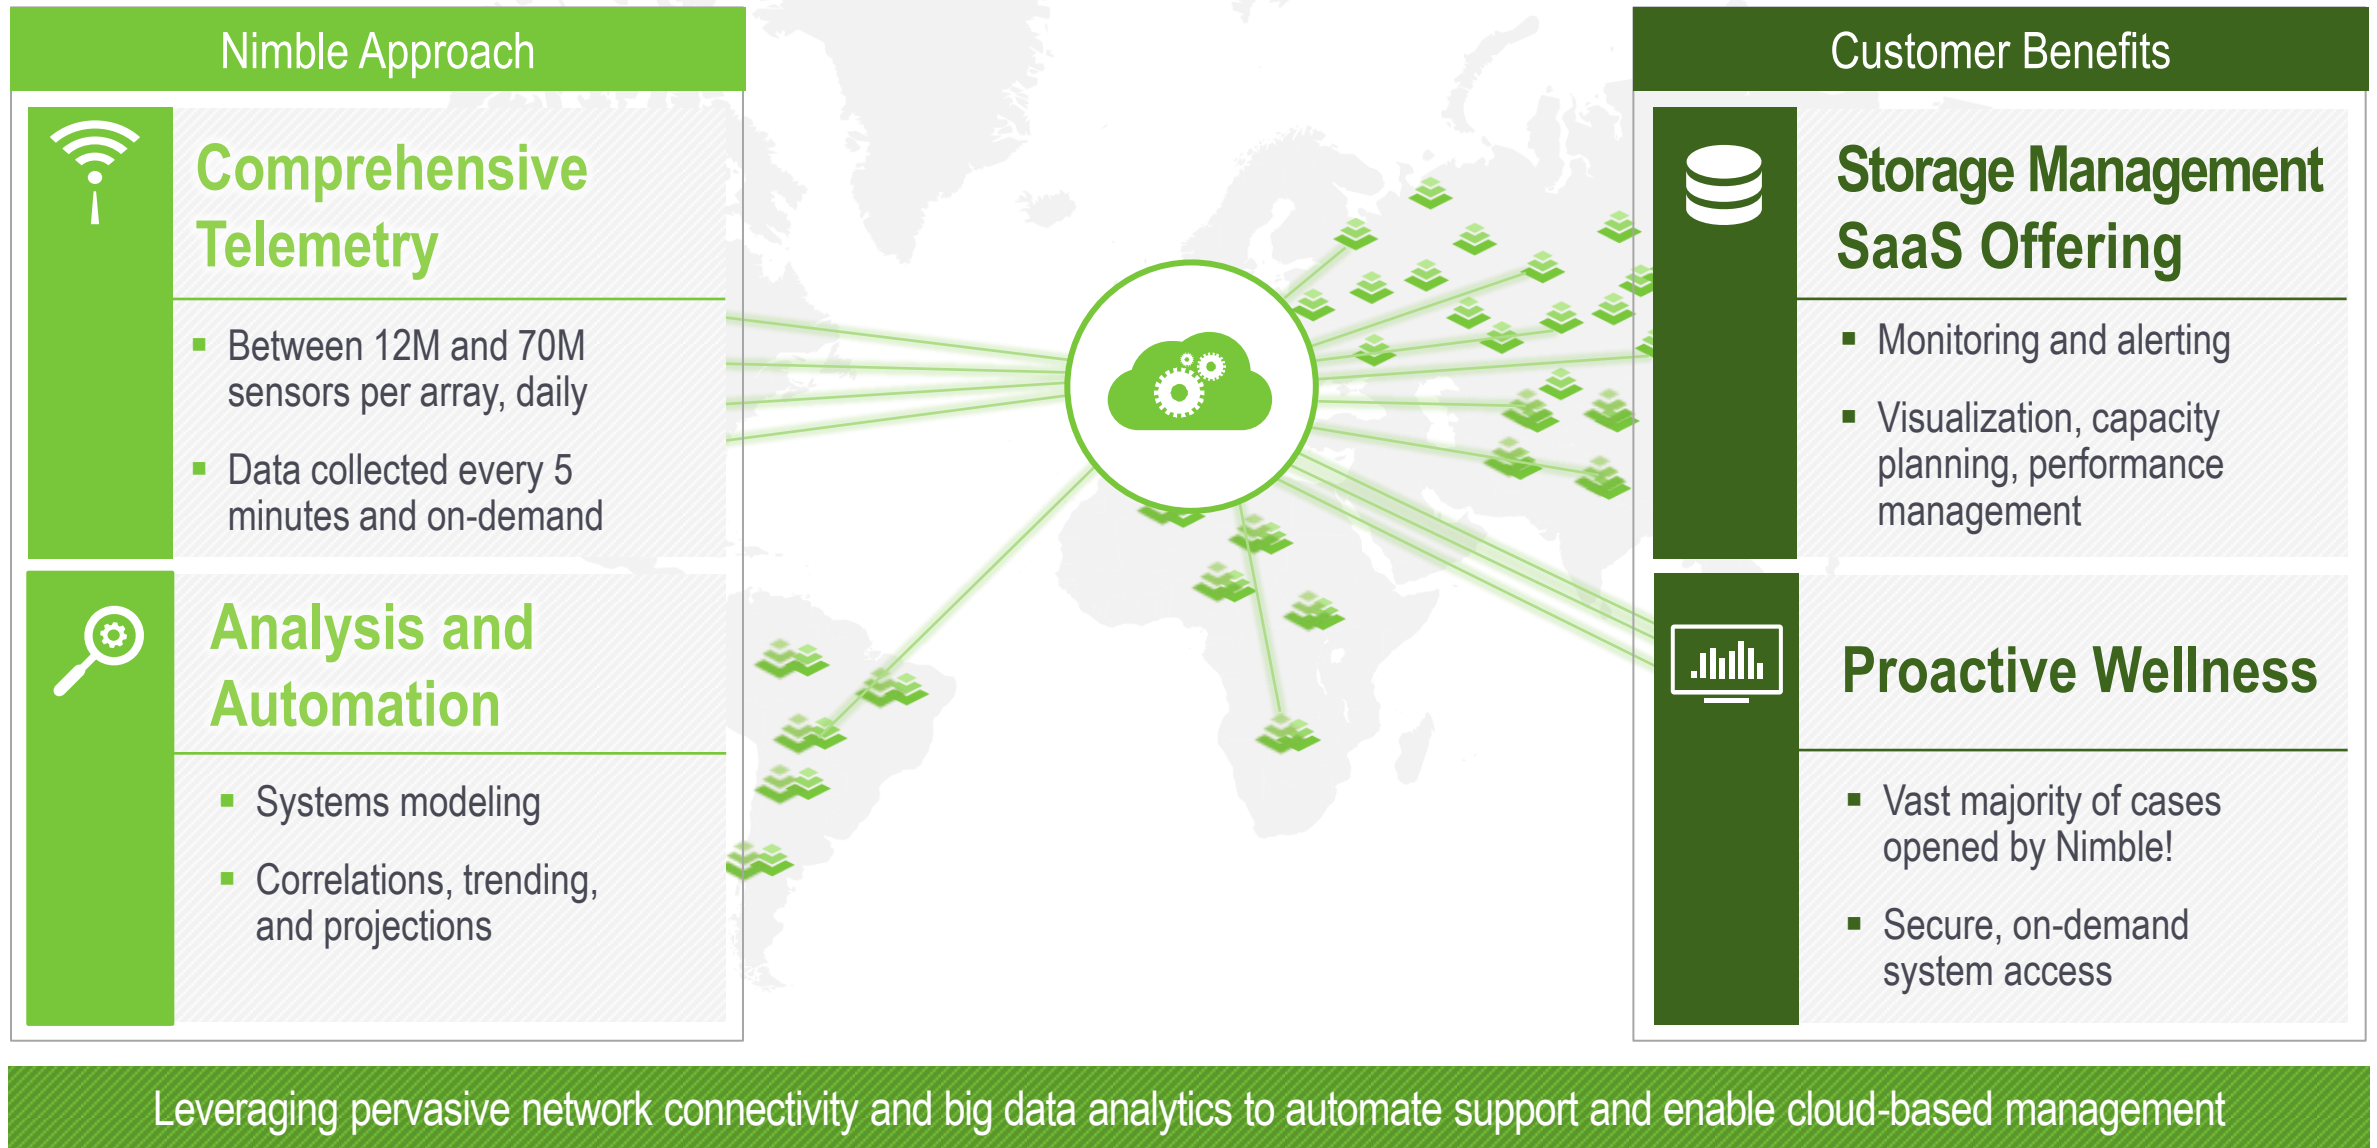 Nimble Approach
Comprehensive
Telemetry
Between 12M and 70M
sensors per array, daily
Data collected every 5
minutes and on-demand
Analysis and
Automation
Systems modeling
Correlations, trending,
and projections
Customer Benefits
Storage Management
SaaS Offering
Monitoring and alerting
Visualization, capacity
planning, performance
management
Proactive Wellness
Vast majority of cases
opened by Nimble!
Secure, on-demand
system access
Leveraging pervasive network connectivity and big data analytics to automate support and enable cloud-based management